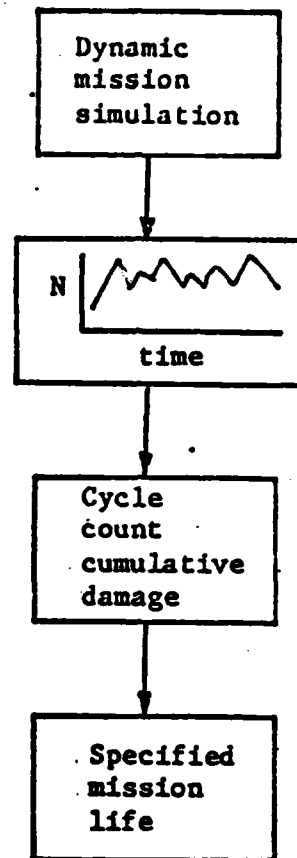 Dynamic
mission
simulation
N
time
Cycle
count
cumulative
damage
Specified
mission
life